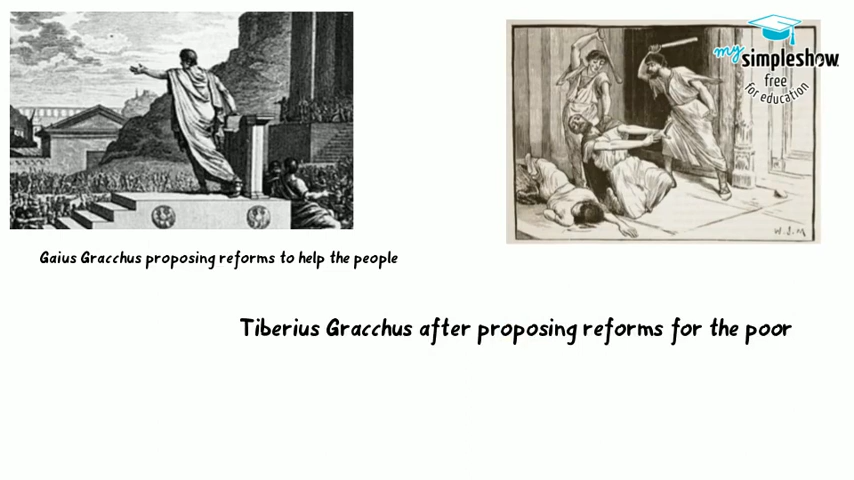 my
simpleshow
free
for education
W.L.M
Gaius Gracchus proposing reforms to help the people
Tiberius Gracchus after proposing reforms for the poor